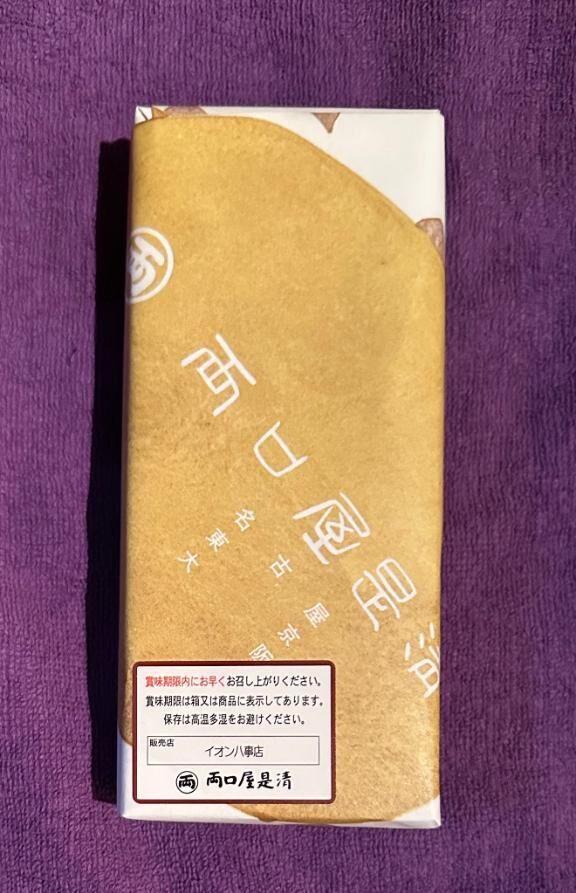 両
両口屋是清
名古屋
東京
大阪
賞味期限内にお早くお召し上がりください。
賞味期限は箱又は商品に表示してあります。
保存は高温多湿をお避けください。
販売店
イオン八事店
両 両口屋是清